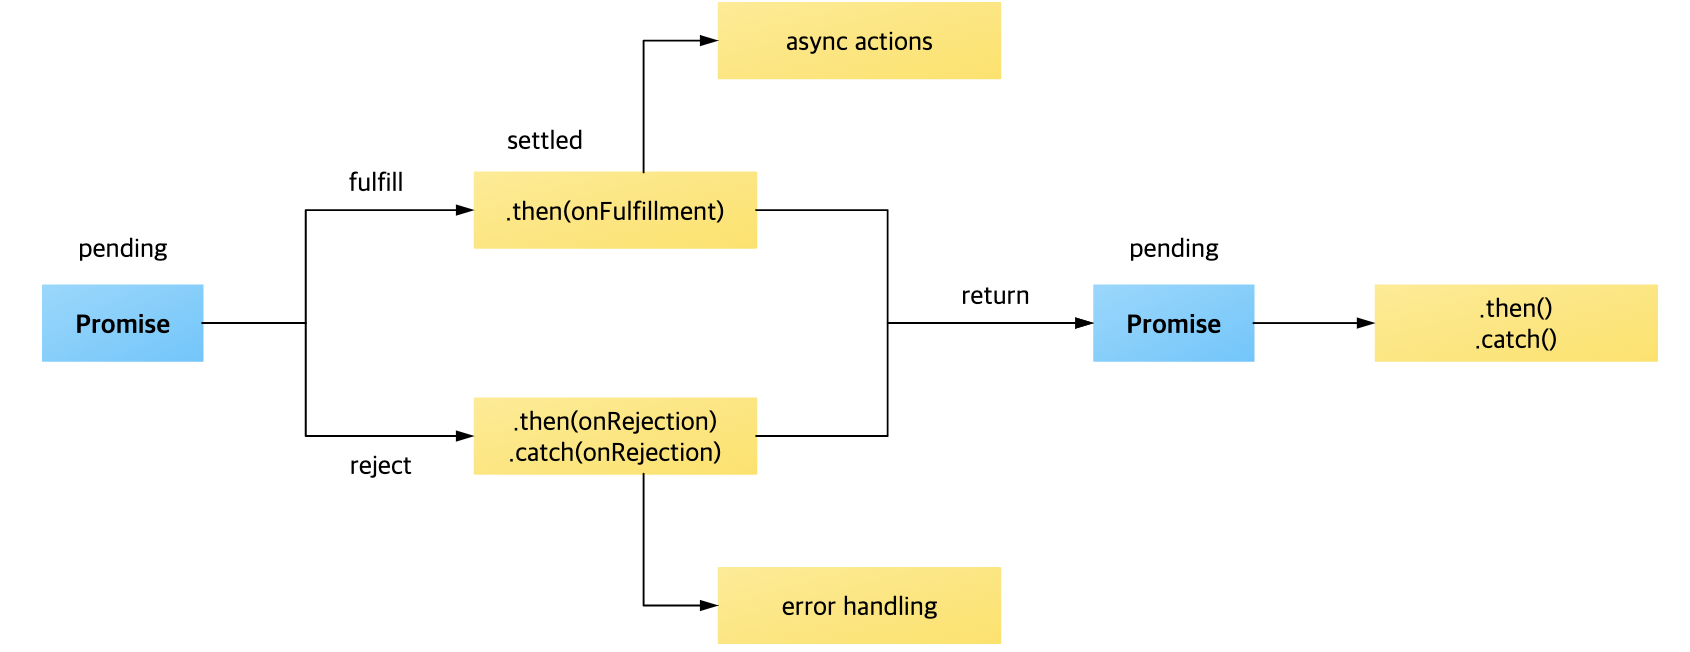 async actions
settled
fulfill
.then(onFulfillment)
pending
Promise
return
pending
Promise
.then()
.catch()
.then(onRejection)
.catch(onRejection)
reject
error handling